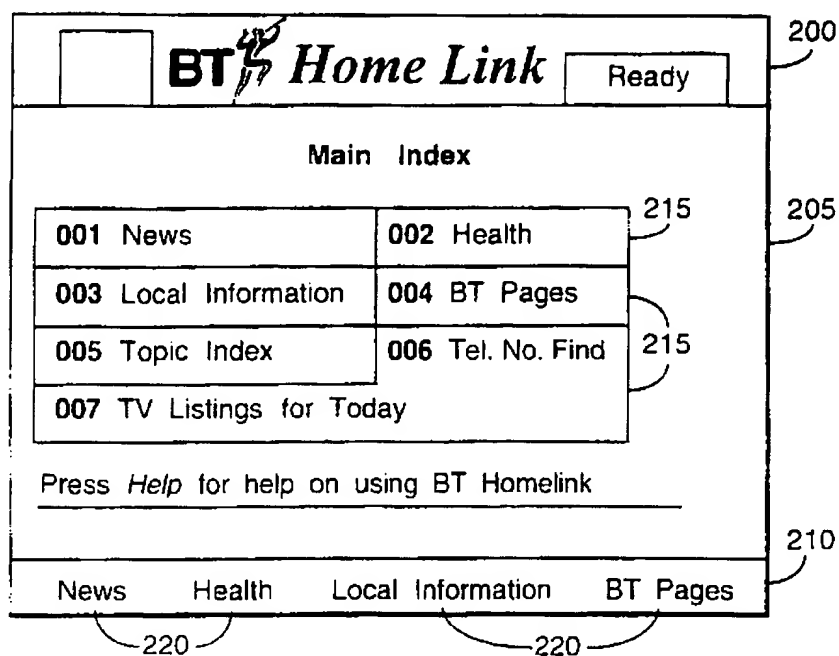 BT Home Link Ready 200
Main Index
001 News 002 Health 215 205
003 Local Information 004 BT Pages
005 Topic Index 006 Tel. No. Find 215
007 TV Listings for Today
Press Help for help on using BT Homelink
210
News Health Local Information BT Pages
220 220